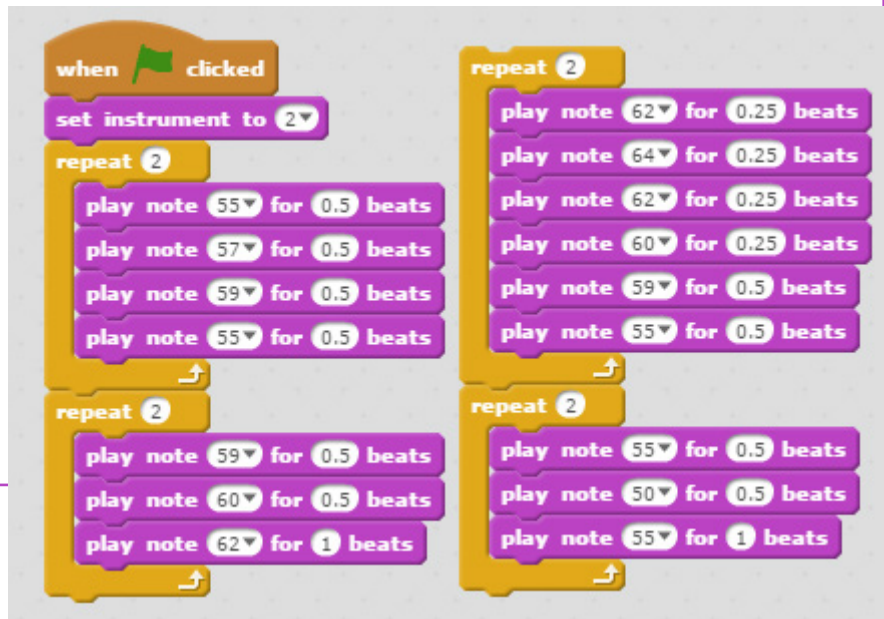 when clicked
set instrument to 2
repeat 2
play note 55 for 0.5 beats
play note 57 for 0.5 beats
play note 59 for 0.5 beats
play note 55 for 0.5 beats
repeat 2
play note 59 for 0.5 beats
play note 60 for 0.5 beats
play note 62 for 1 beats
repeat 2
play note 62 for 0.25 beats
play note 64 for 0.25 beats
play note 62 for 0.25 beats
play note 60 for 0.25 beats
play note 59 for 0.5 beats
play note 55 for 0.5 beats
repeat 2
play note 55 for 0.5 beats
play note 50 for 0.5 beats
play note 55 for 1 beats